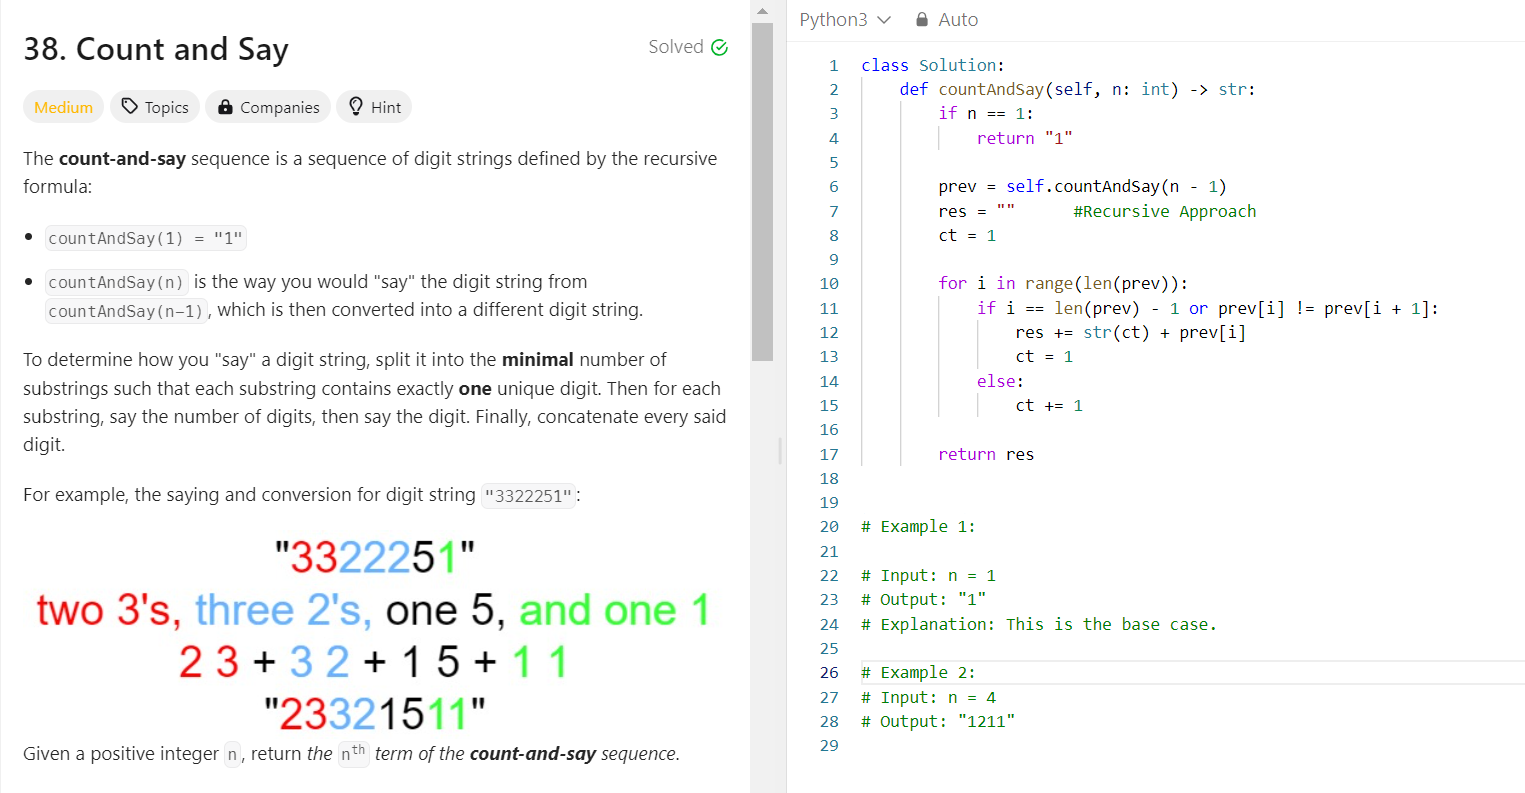 38. Count and Say
Solved
Medium
Topics
Companies
Hint
The count-and-say sequence is a sequence of digit strings defined by the recursive
formula:
• countAndSay(1) = "1"
• countAndSay(n) is the way you would "say" the digit string from
countAndSay(n-1), which is then converted into a different digit string.
To determine how you "say" a digit string, split it into the minimal number of
substrings such that each substring contains exactly one unique digit. Then for each
substring, say the number of digits, then say the digit. Finally, concatenate every said
digit.
For example, the saying and conversion for digit string "3322251":
"3322251"
two 3's, three 2's, one 5, and one 1
2 3 + 3 2 + 1 5 + 1 1
"23321511"
Given a positive integer n, return the nth term of the count-and-say sequence.
Python3
Auto
1 class Solution:
2     def countAndSay(self, n: int) -> str:
3         if n == 1:
4             return "1"
5
6         prev = self.countAndSay(n - 1)
7         res = ""      #Recursive Approach
8         ct = 1
9
10         for i in range(len(prev)):
11             if i == len(prev) - 1 or prev[i] != prev[i + 1]:
12                 res += str(ct) + prev[i]
13                 ct = 1
14             else:
15                 ct += 1
16
17         return res
18
19
20 # Example 1:
21
22 # Input: n = 1
23 # Output: "1"
24 # Explanation: This is the base case.
25
26 # Example 2:
27 # Input: n = 4
28 # Output: "1211"
29